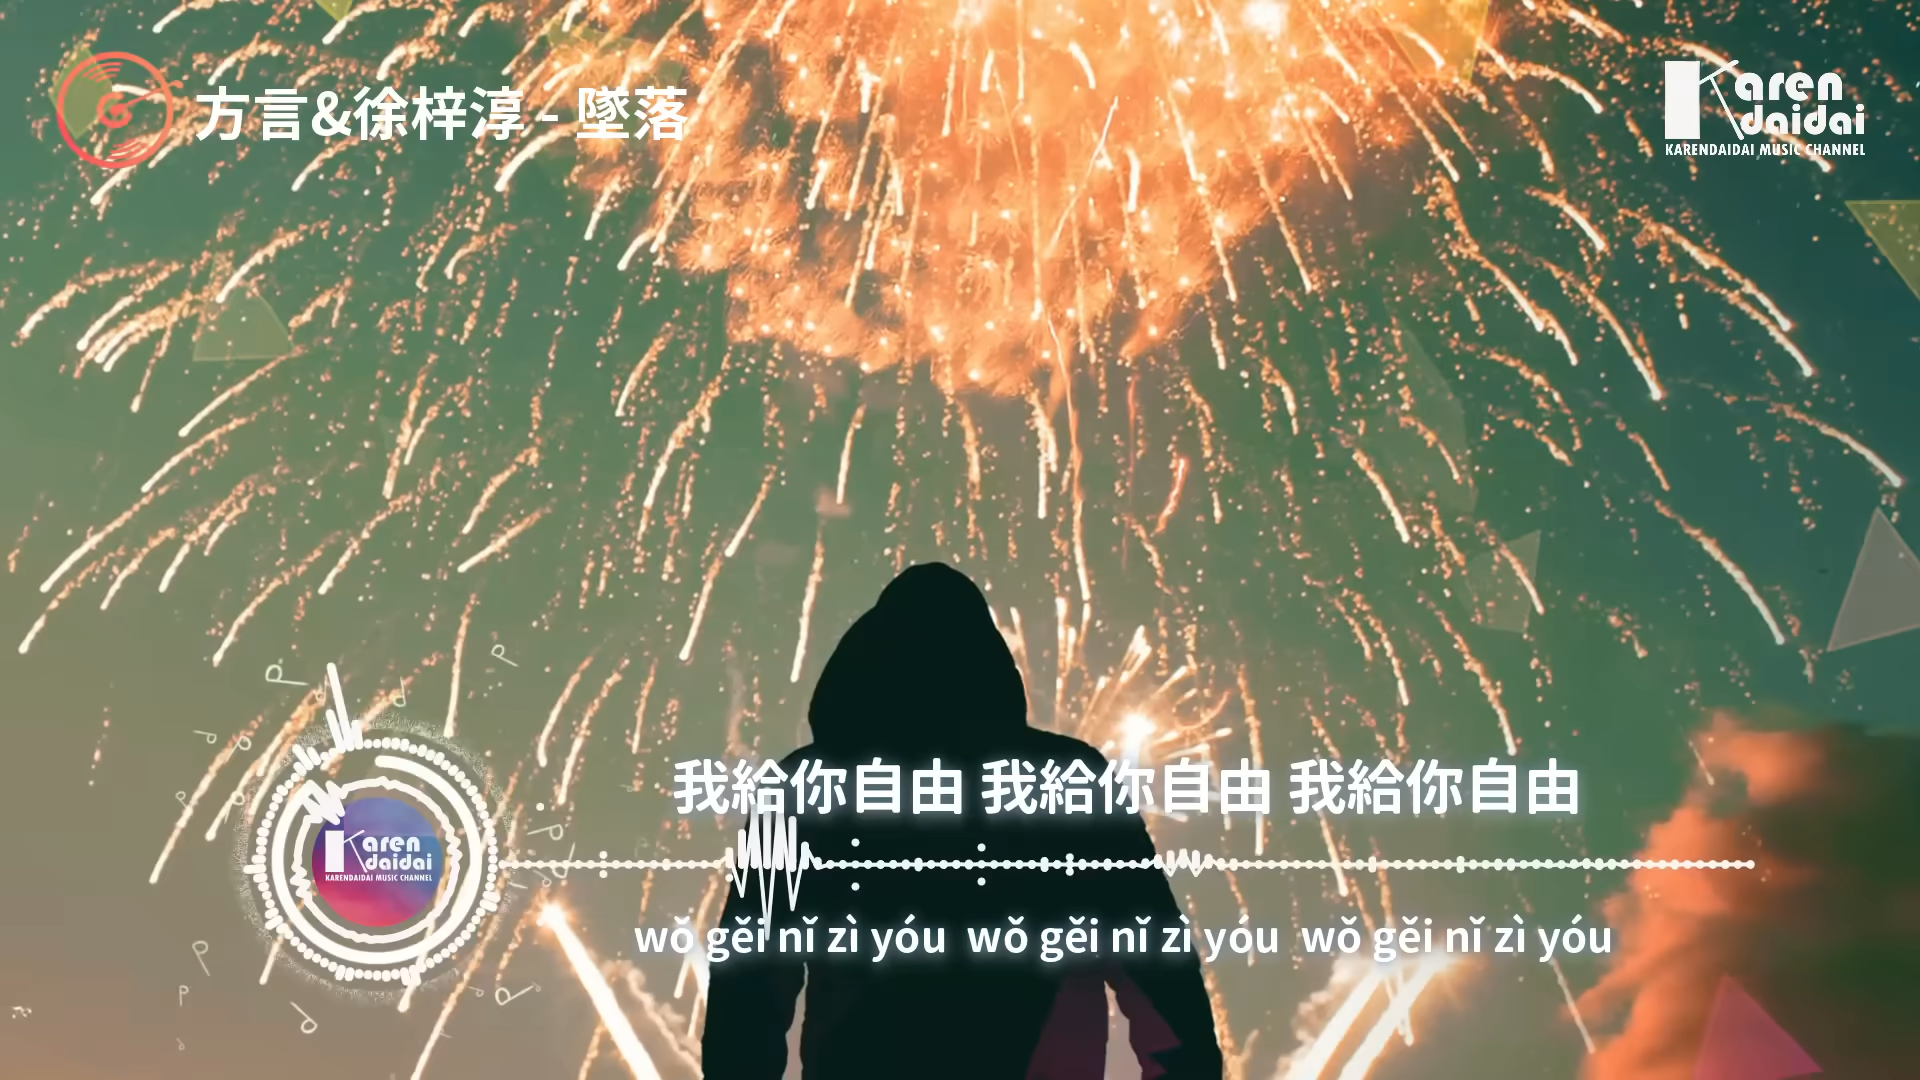 方言&徐梓淳 - 墜落
Karen
daidai
KARENDAIDAI MUSIC CHANNEL
我給你自由 我給你自由 我給你自由
Karen
daidai
KARENDAIDAI MUSIC CHANNEL
wǒ gěi nǐ zì yóu  wǒ gěi nǐ zì yóu  wǒ gěi nǐ zì yóu